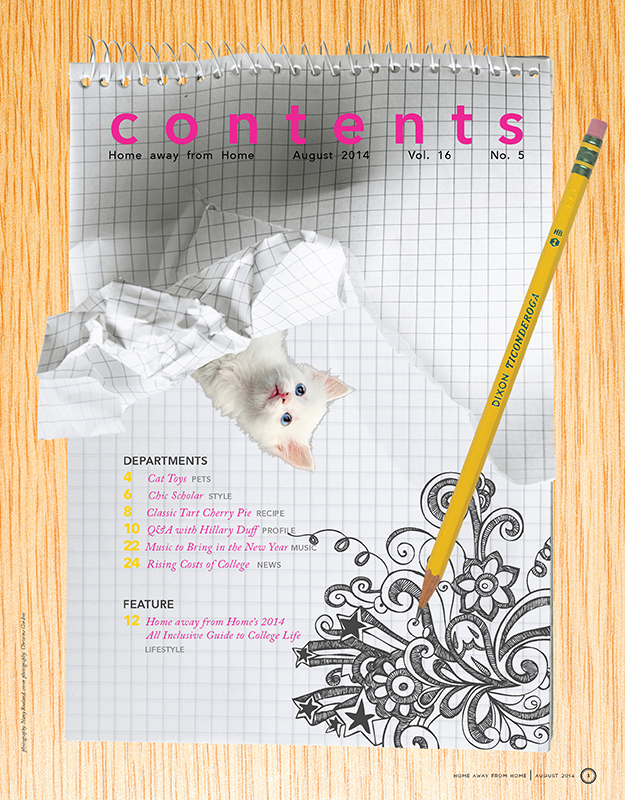 contents
Home away from Home August 2014 Vol. 16 No. 5
HB
2
DIXON TICONDEROGA
DEPARTMENTS
4 Cat Toys PETS
6 Chic Scholar STYLE
8 Classic Tart Cherry Pie RECIPE
10 Q&A with Hillary Duff PROFILE
22 Music to Bring in the New Year MUSIC
24 Rising Costs of College NEWS
FEATURE
12 Home away from Home's 2014
All Inclusive Guide to College Life
LIFESTYLE
HOME AWAY FROM HOME | AUGUST 2014 3